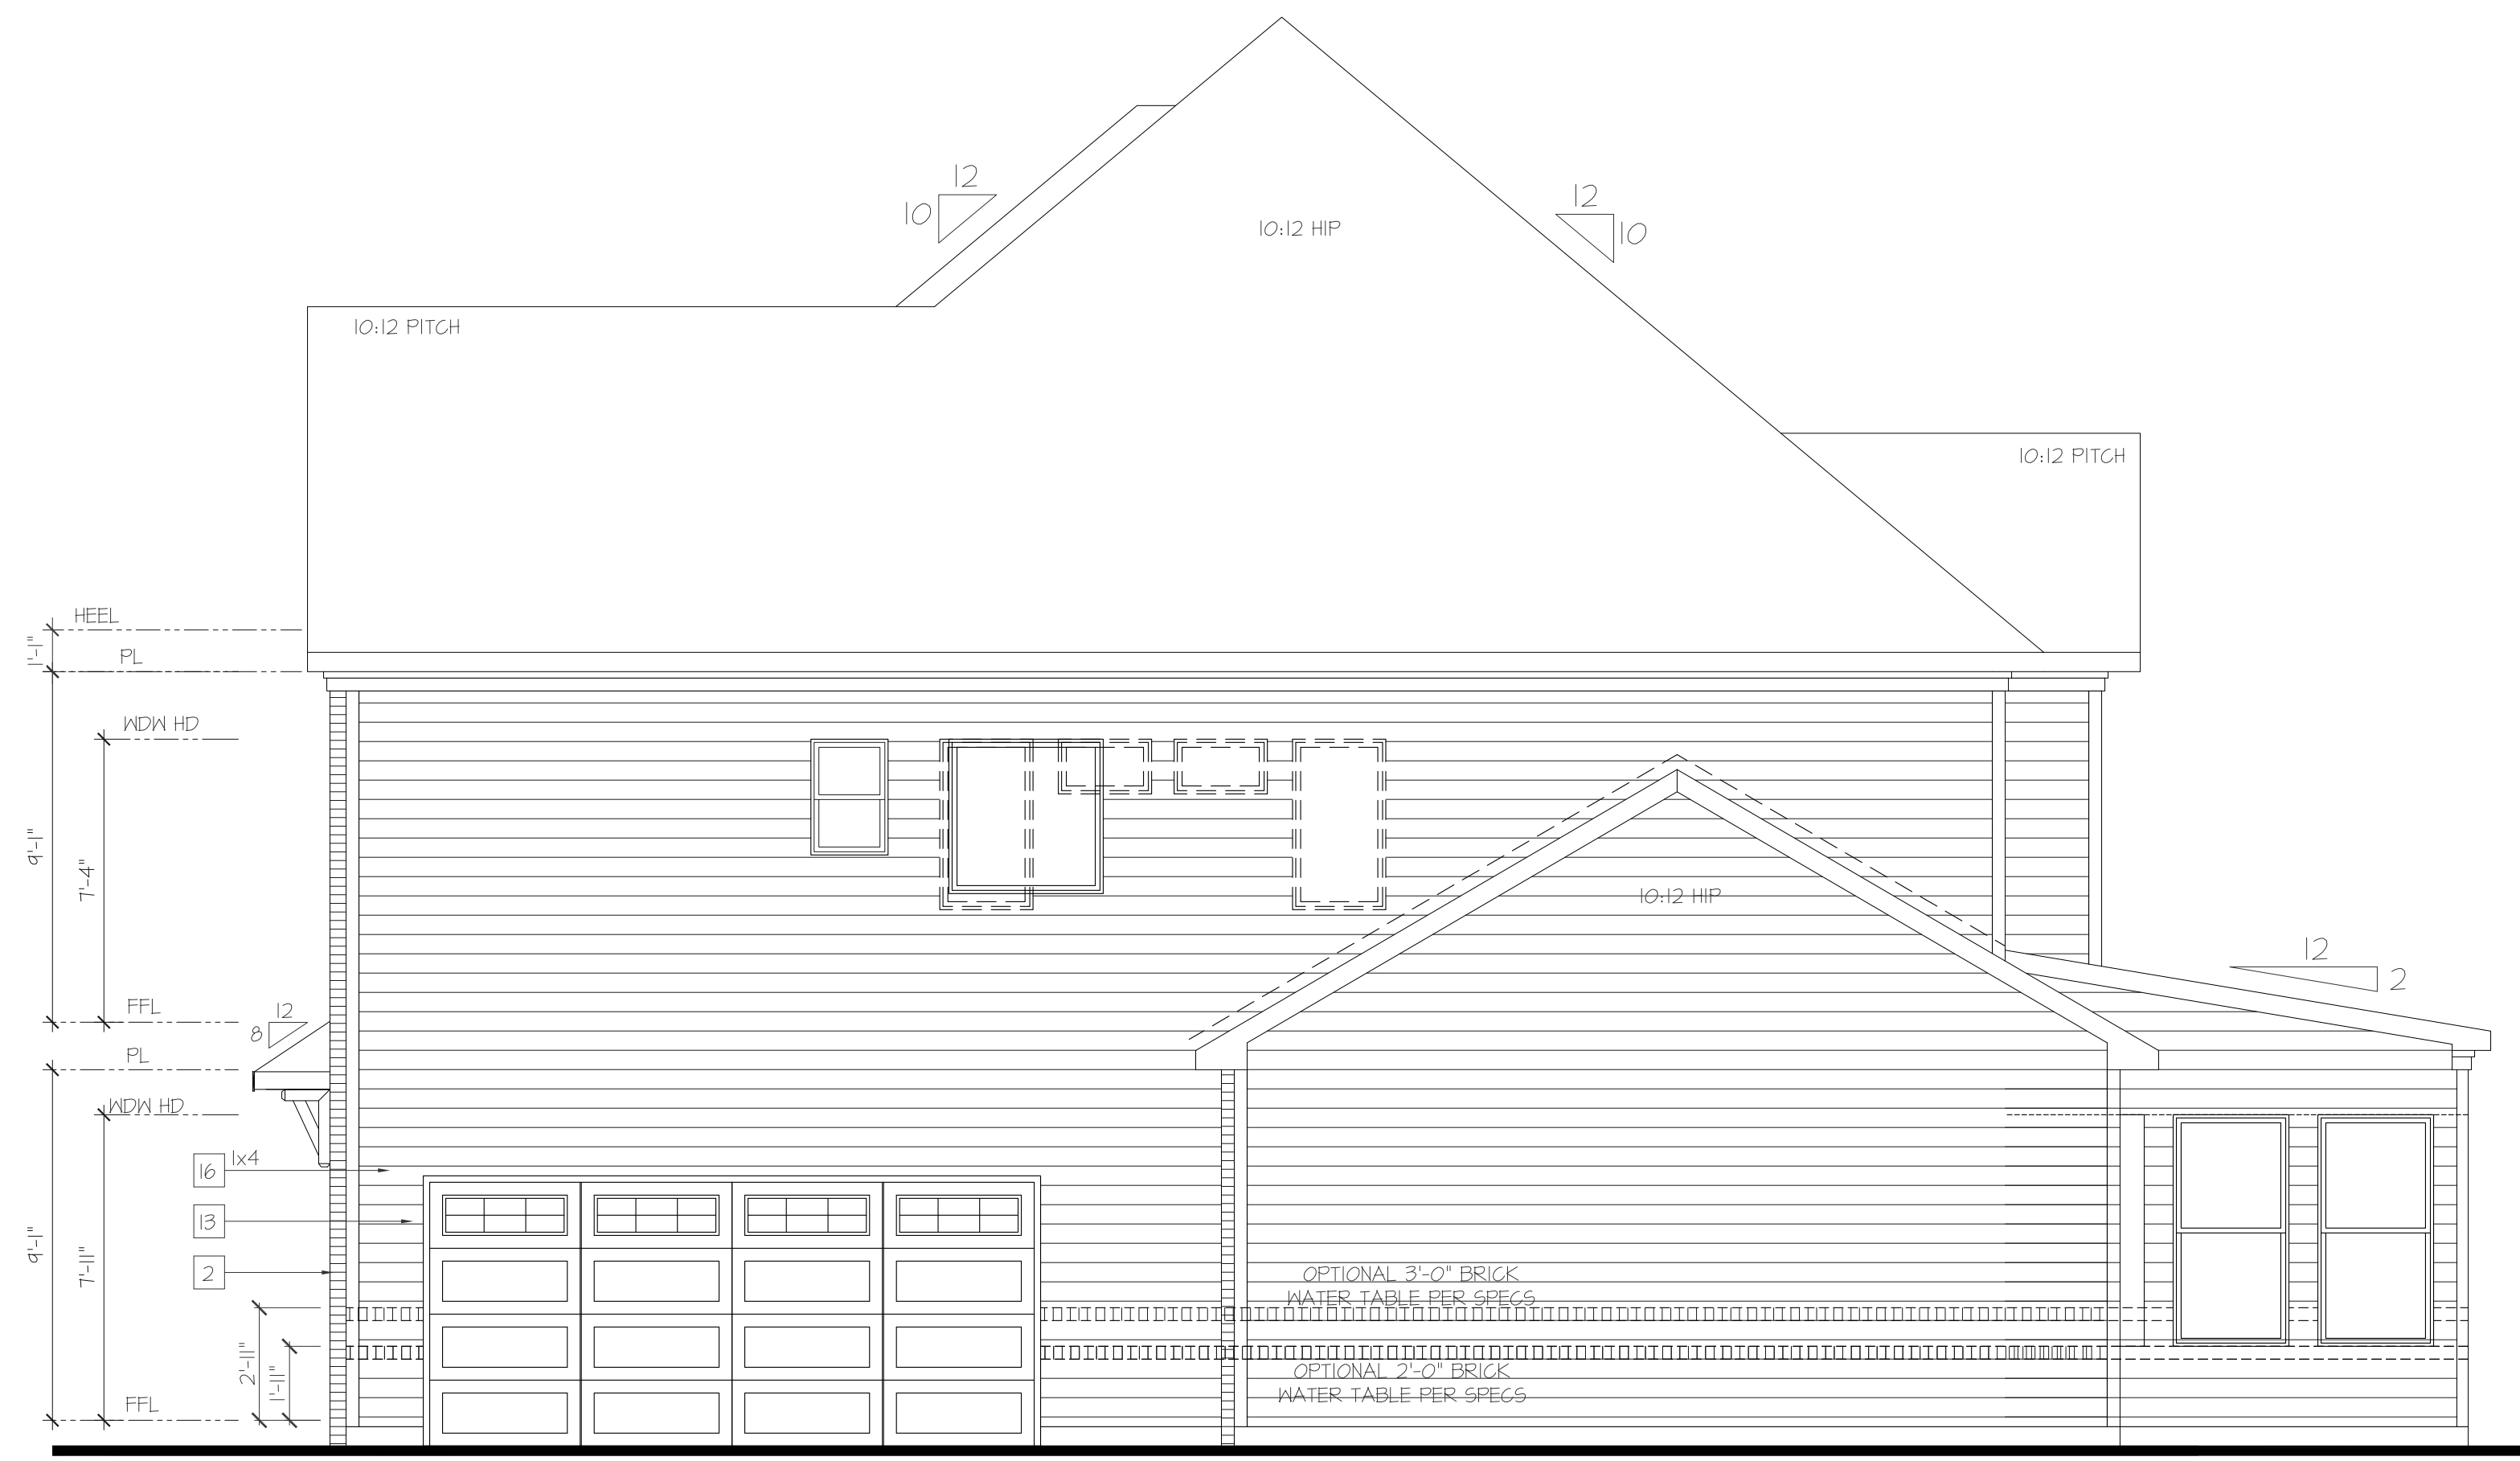 12
10
12
10
10:12 HIP
10:12 PITCH
10:12 PITCH
HEEL
1'-1"
PL
WDW HD
9'-1"
7'-4"
10:12 HIP
12
2
FFL
12
8
PL
WDW HD
16 1x4
13
9'-1"
7'-11"
2
OPTIONAL 3'-0" BRICK
WATER TABLE PER SPECS
2'-11"
1'-11"
OPTIONAL 2'-0" BRICK
WATER TABLE PER SPECS
FFL